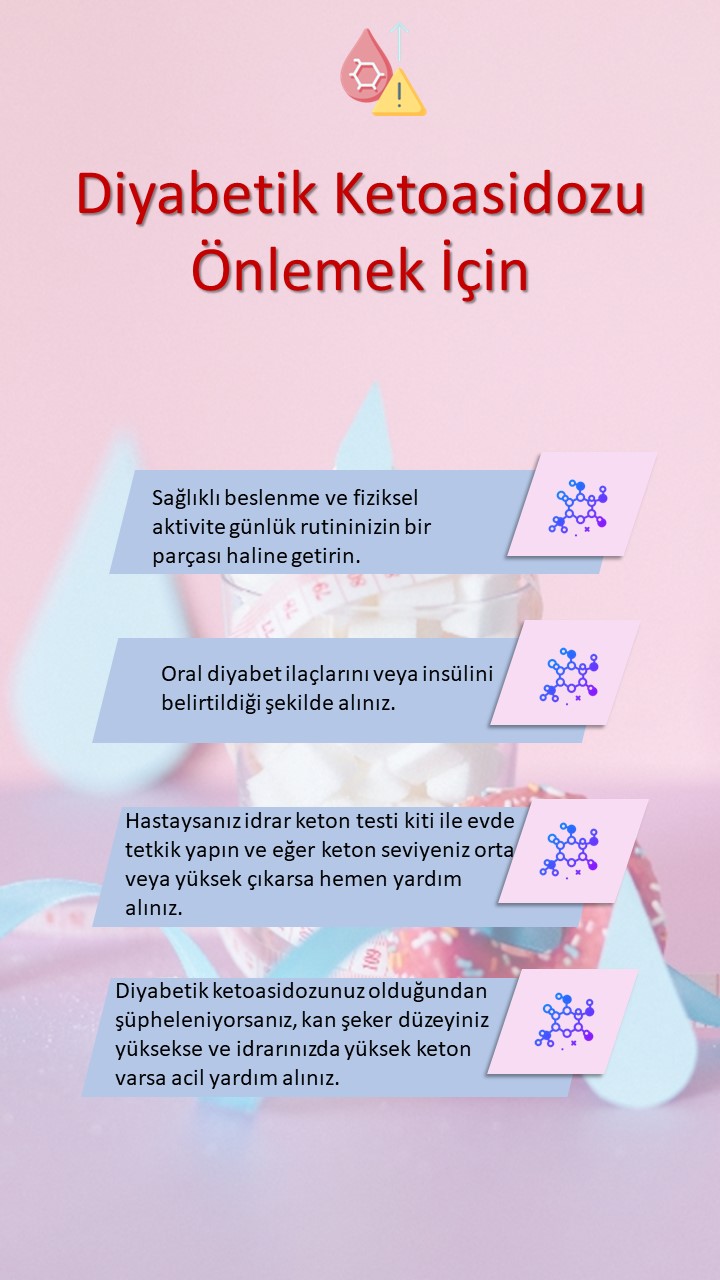 Diyabetik Ketoasidozu
Önlemek İçin
Sağlıklı beslenme ve fiziksel
aktivite günlük rutininizin bir
parçası haline getirin.
Oral diyabet ilaçlarını veya insülini
belirtildiği şekilde alınız.
Hastaysanız idrar keton testi kiti ile evde
tetkik yapın ve eğer keton seviyeniz orta
veya yüksek çıkarsa hemen yardım
alınız.
Diyabetik ketoasidozunuz olduğundan
şüpheleniyorsanız, kan şeker düzeyiniz
yüksekse ve idrarınızda yüksek keton
varsa acil yardım alınız.
109